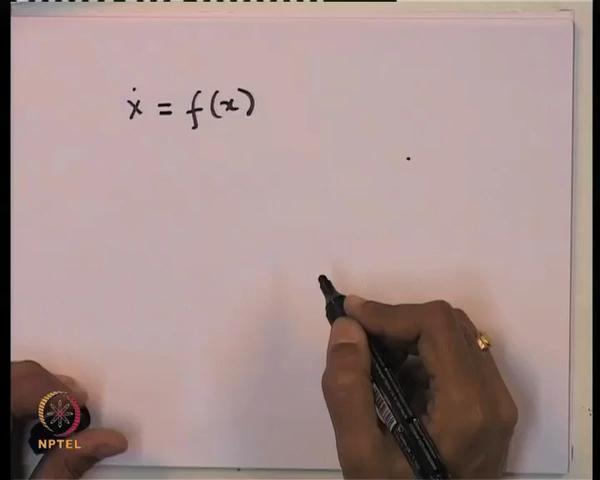 ẋ = f(x)
NPTEL